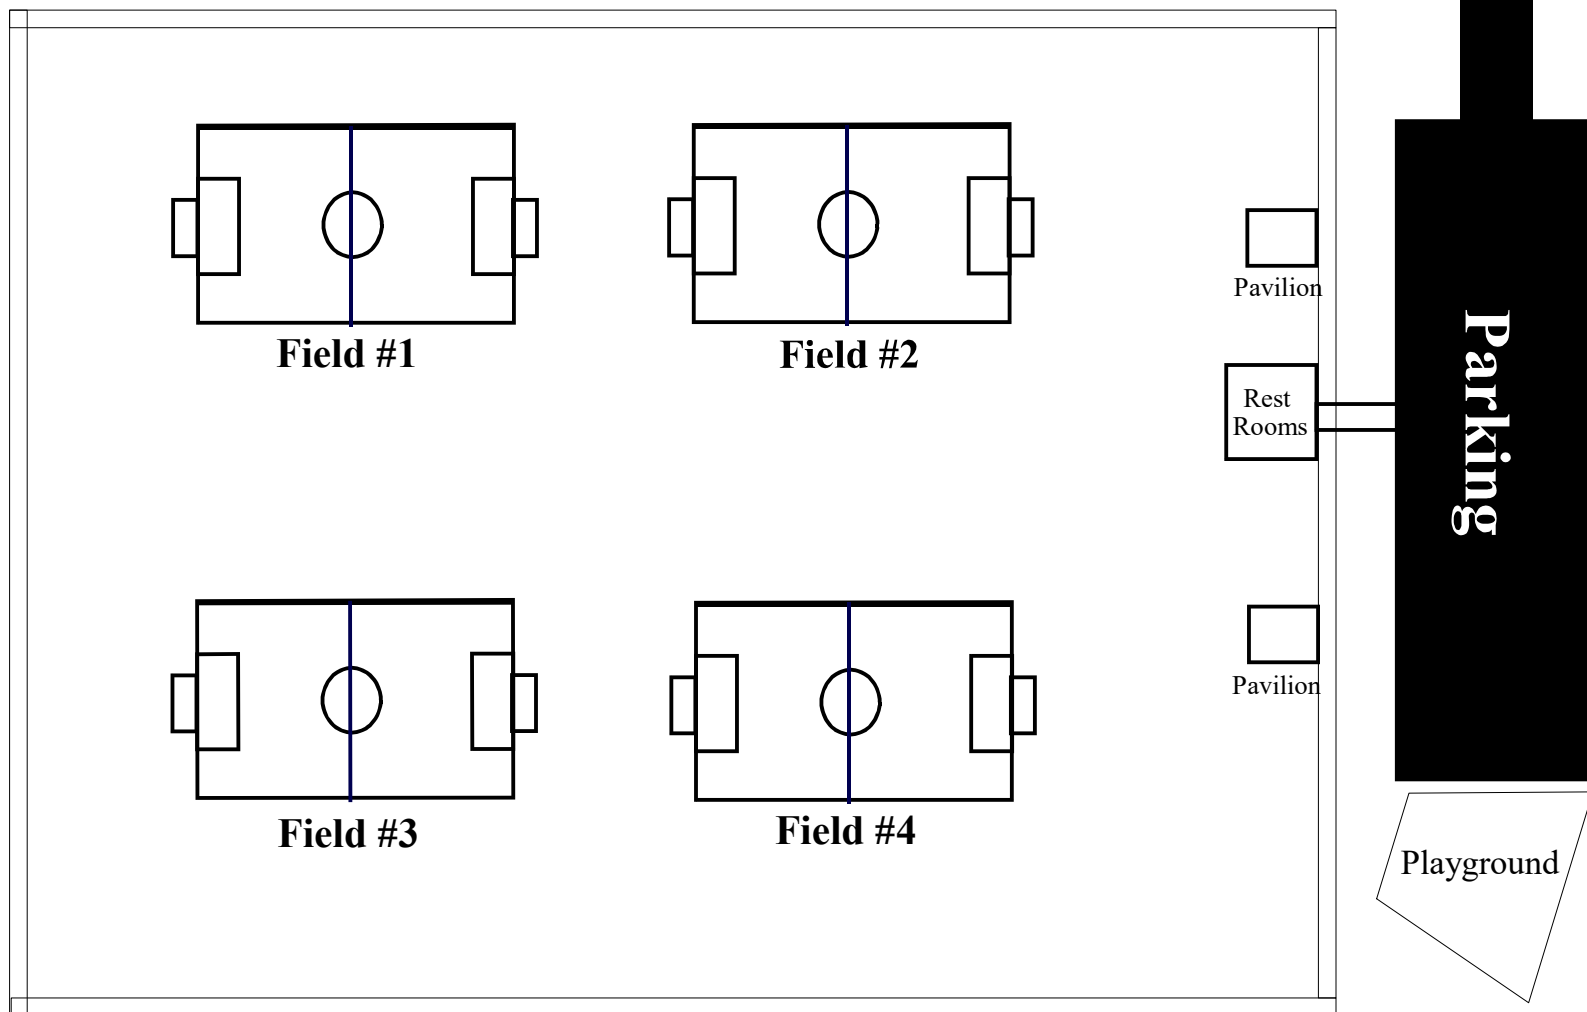 Field #1
Field #2
Pavilion
Rest
Rooms
Parking
Pavilion
Field #3
Field #4
Playground